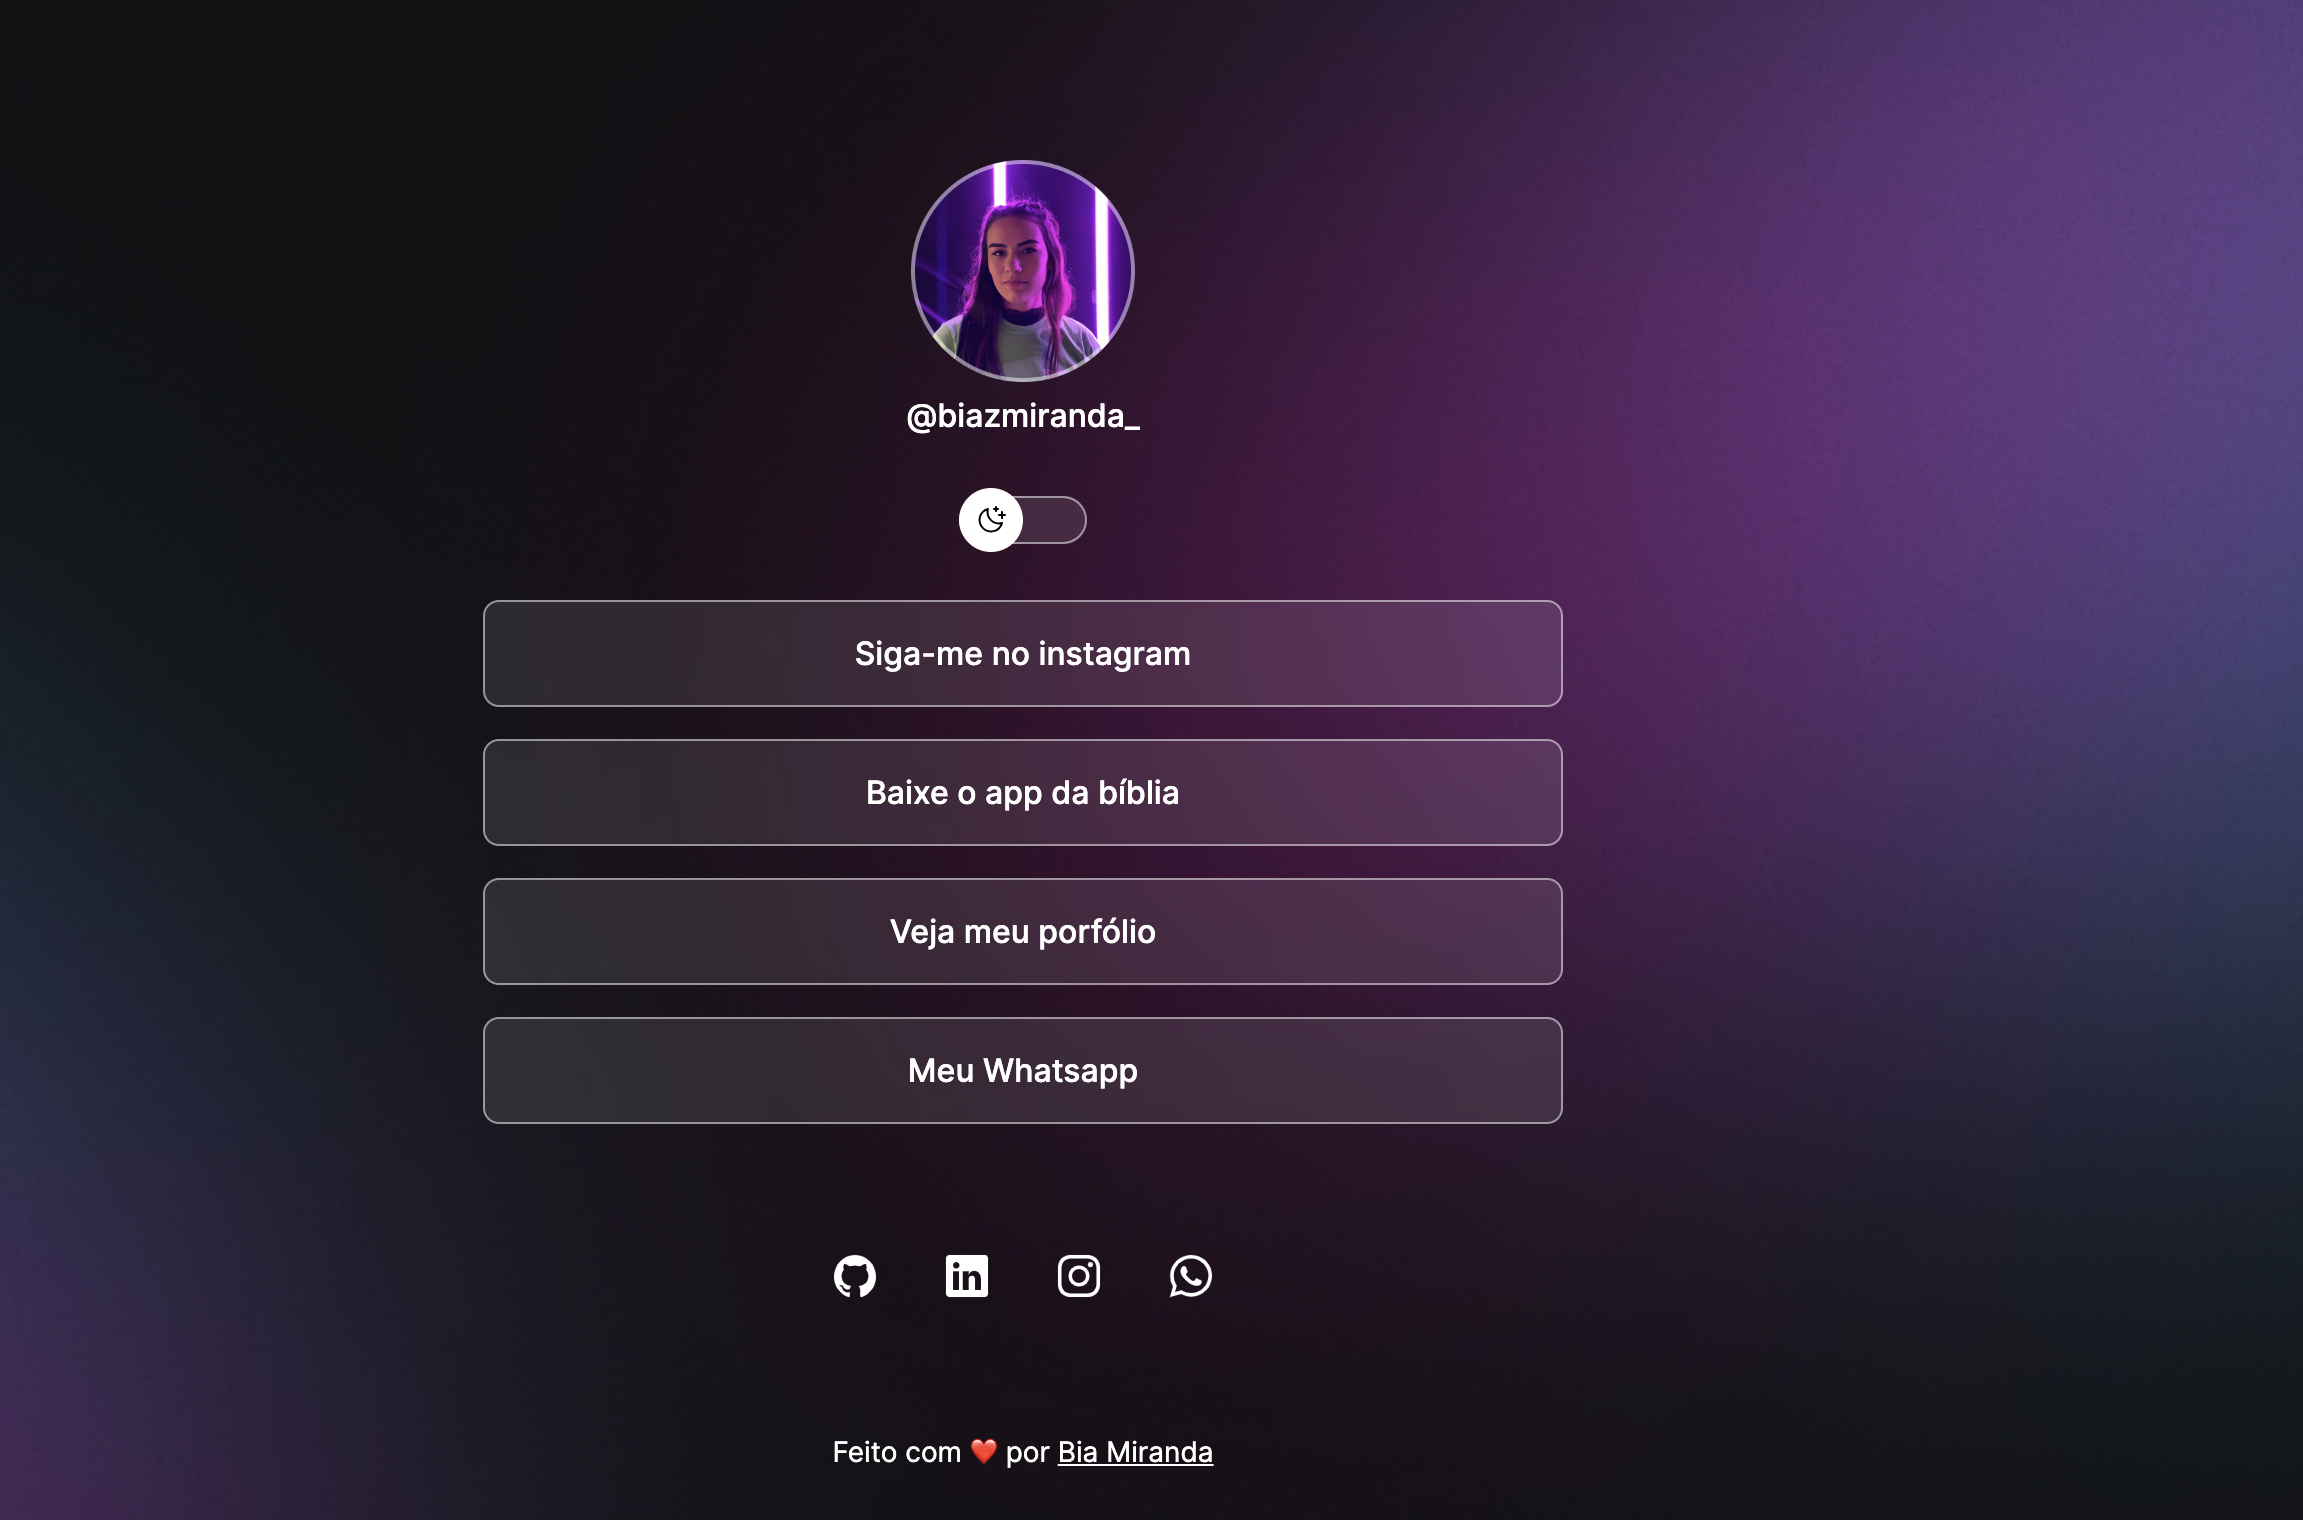 @biazmiranda_
Siga-me no instagram
Baixe o app da bíblia
Veja meu porfólio
Meu Whatsapp
Feito com ❤️ por Bia Miranda